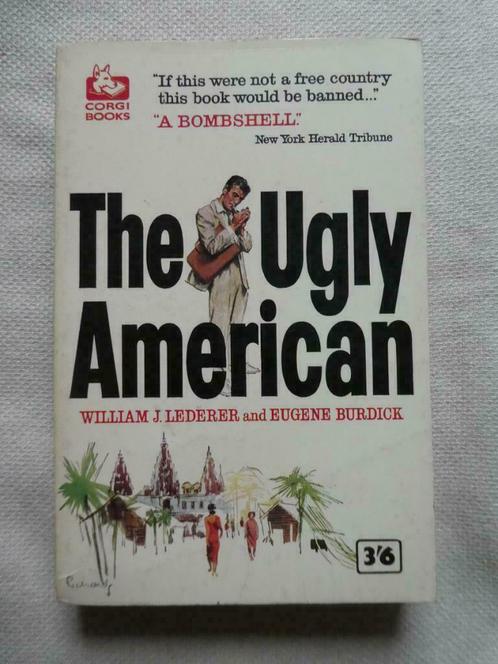 CORGI
BOOKS
"If this were not a free country
this book would be banned..."
"A BOMBSHELL."
New York Herald Tribune
The Ugly
American
WILLIAM J. LEDERER and EUGENE BURDICK
3'6